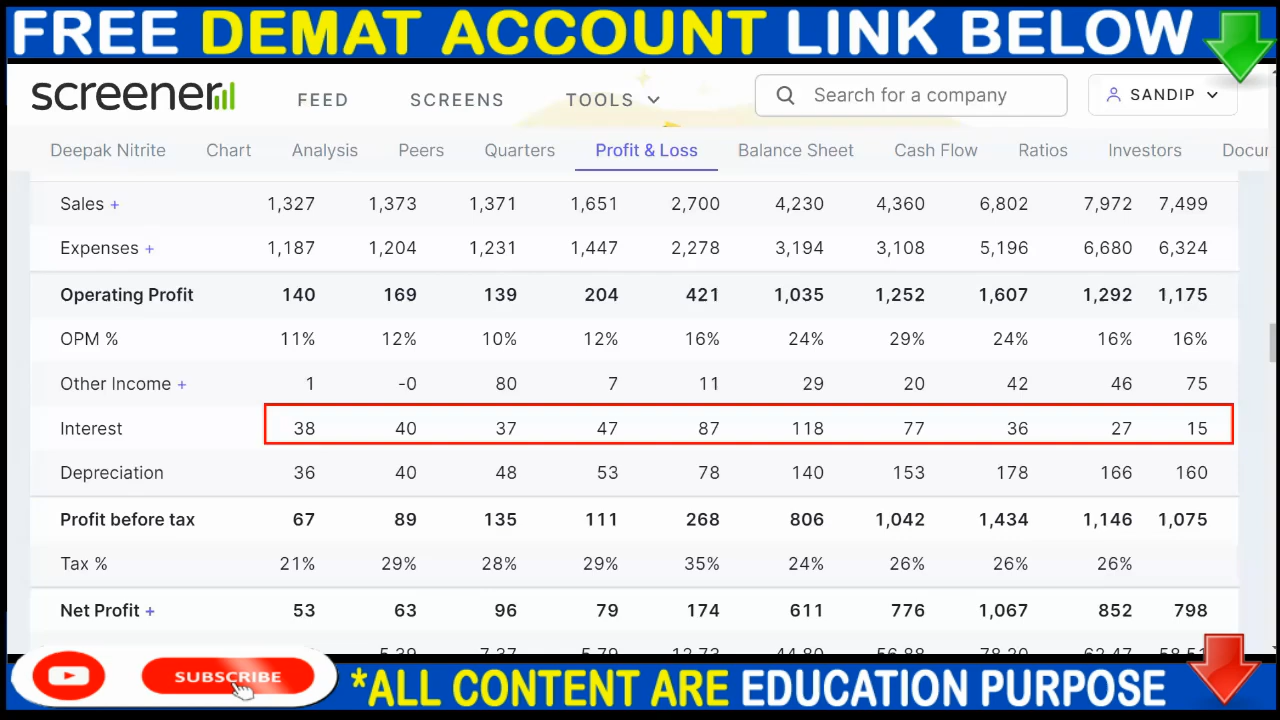 FREE DEMAT ACCOUNT LINK BELOW
screener FEED SCREENS TOOLS Search for a company SANDIP
Deepak Nitrite Chart Analysis Peers Quarters Profit & Loss Balance Sheet Cash Flow Ratios Investors Docu
Sales + 1,327 1,373 1,371 1,651 2,700 4,230 4,360 6,802 7,972 7,499
Expenses + 1,187 1,204 1,231 1,447 2,278 3,194 3,108 5,196 6,680 6,324
Operating Profit 140 169 139 204 421 1,035 1,252 1,607 1,292 1,175
OPM % 11% 12% 10% 12% 16% 24% 29% 24% 16% 16%
Other Income + 1 -0 80 7 11 29 20 42 46 75
Interest 38 40 37 47 87 118 77 36 27 15
Depreciation 36 40 48 53 78 140 153 178 166 160
Profit before tax 67 89 135 111 268 806 1,042 1,434 1,146 1,075
Tax % 21% 29% 28% 29% 35% 24% 26% 26% 26%
Net Profit + 53 63 96 79 174 611 776 1,067 852 798
SUBSCRIBE
*ALL CONTENT ARE EDUCATION PURPOSE